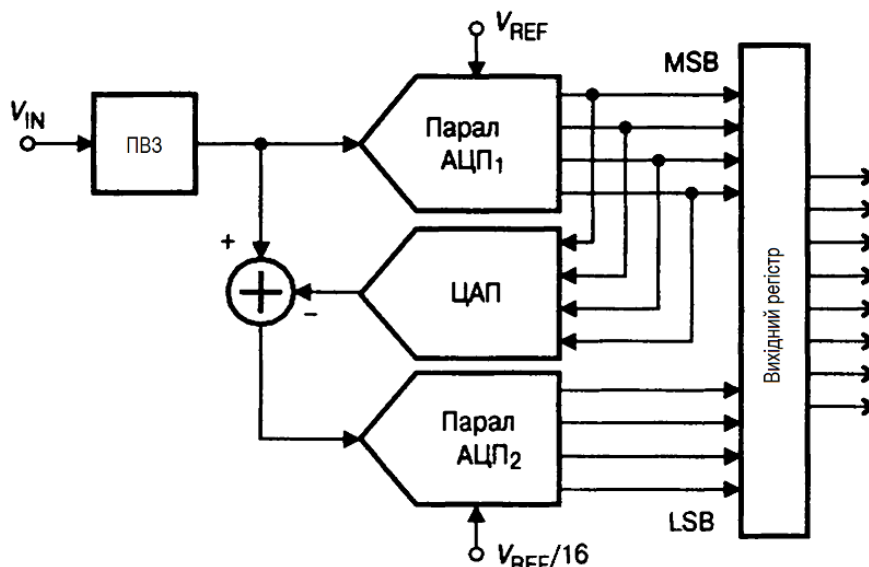 V_REF
MSB
V_IN
ПВЗ
Парал
АЦП₁
+
−
ЦАП
Вихідний регістр
Парал
АЦП₂
LSB
V_REF/16